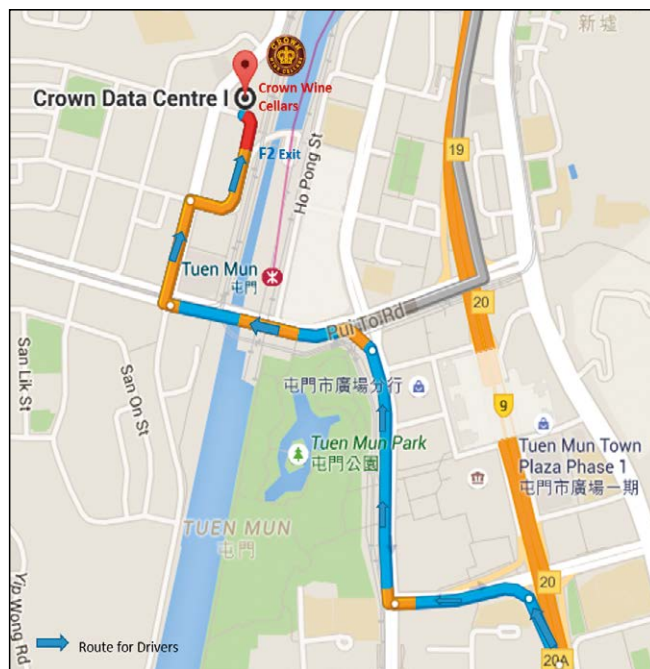 新墟
CROWN
WINE CELLARS
Crown Data Centre I
Crown Wine
Cellars
F2 Exit
Ho Pong St
19
Tuen Mun
屯門
20
Pui To Rd
San Lik St
San On St
屯門市廣場分行
9
Tuen Mun Park
屯門公園
Tuen Mun Town
Plaza Phase 1
屯門市廣場一期
TUEN MUN
屯門
Yip Wong Rd
20
Route for Drivers
20A